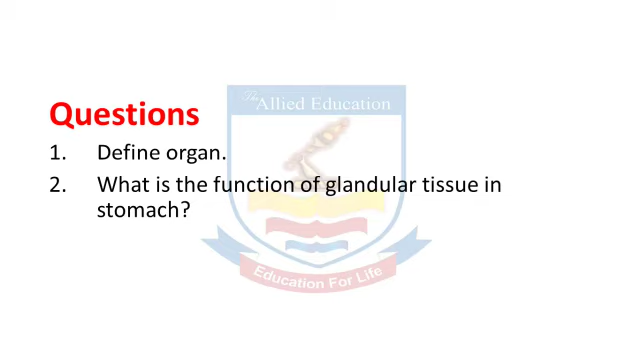 The
Allied Education
Questions
1. Define organ.
2. What is the function of glandular tissue in
stomach?
Education For Life